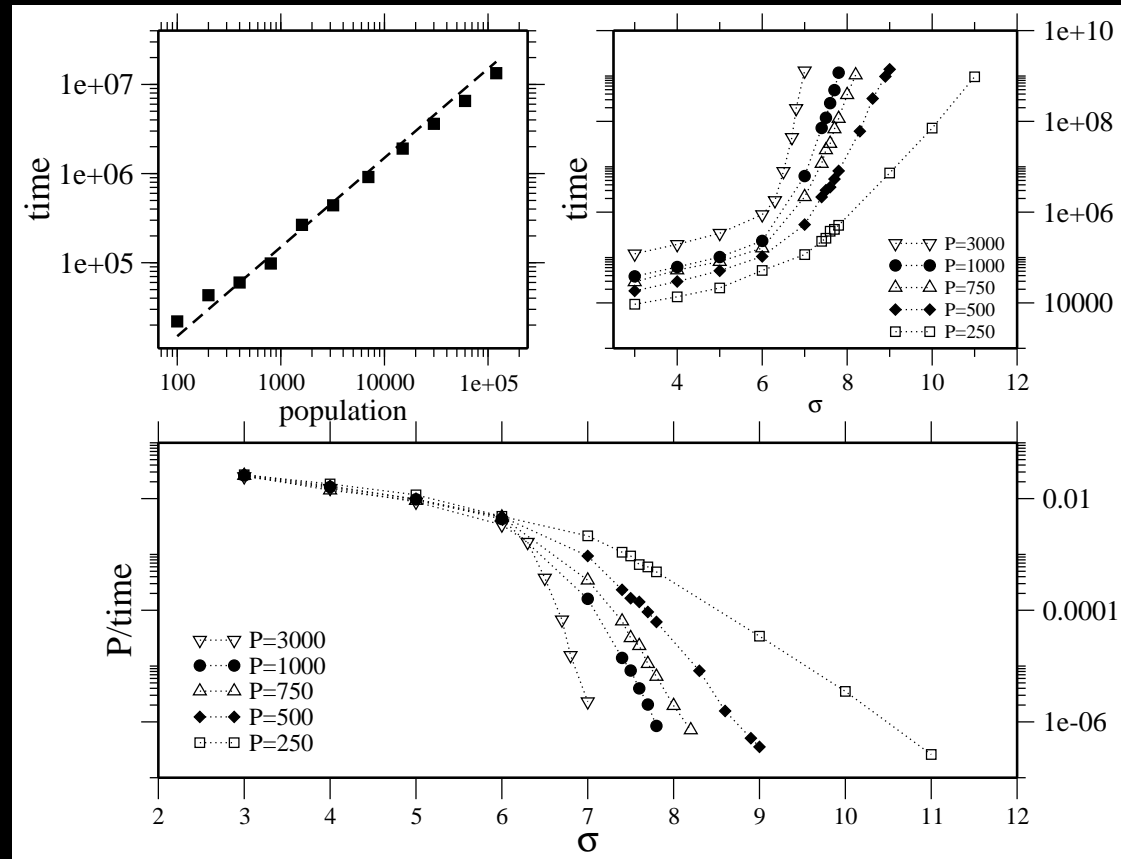 time
1e+07
1e+06
1e+05
100 1000 10000 1e+05
population
time
1e+10
1e+08
1e+06
10000
P=3000
P=1000
P=750
P=500
P=250
4 6 8 10 12
σ
P/time
0.01
0.0001
1e-06
P=3000
P=1000
P=750
P=500
P=250
2 3 4 5 6 7 8 9 10 11 12
σ